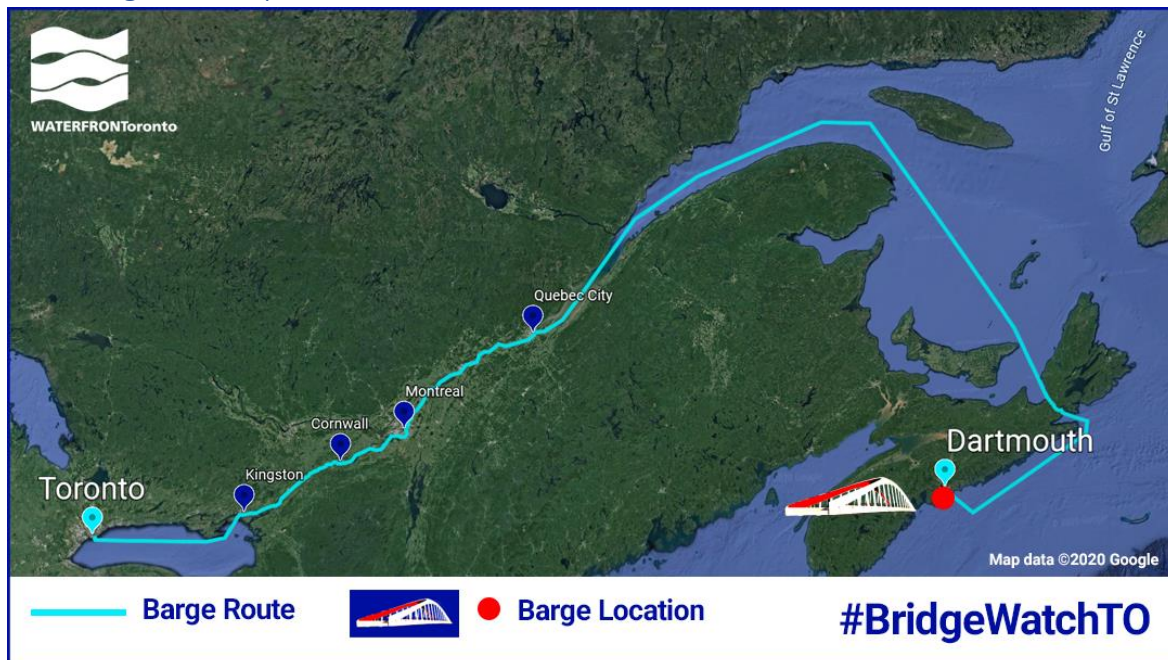 WATERFRONToronto
Gulf of St Lawrence
Quebec City
Montreal
Cornwall
Kingston
Toronto
Dartmouth
Map data ©2020 Google
Barge Route
Barge Location
#BridgeWatchTO